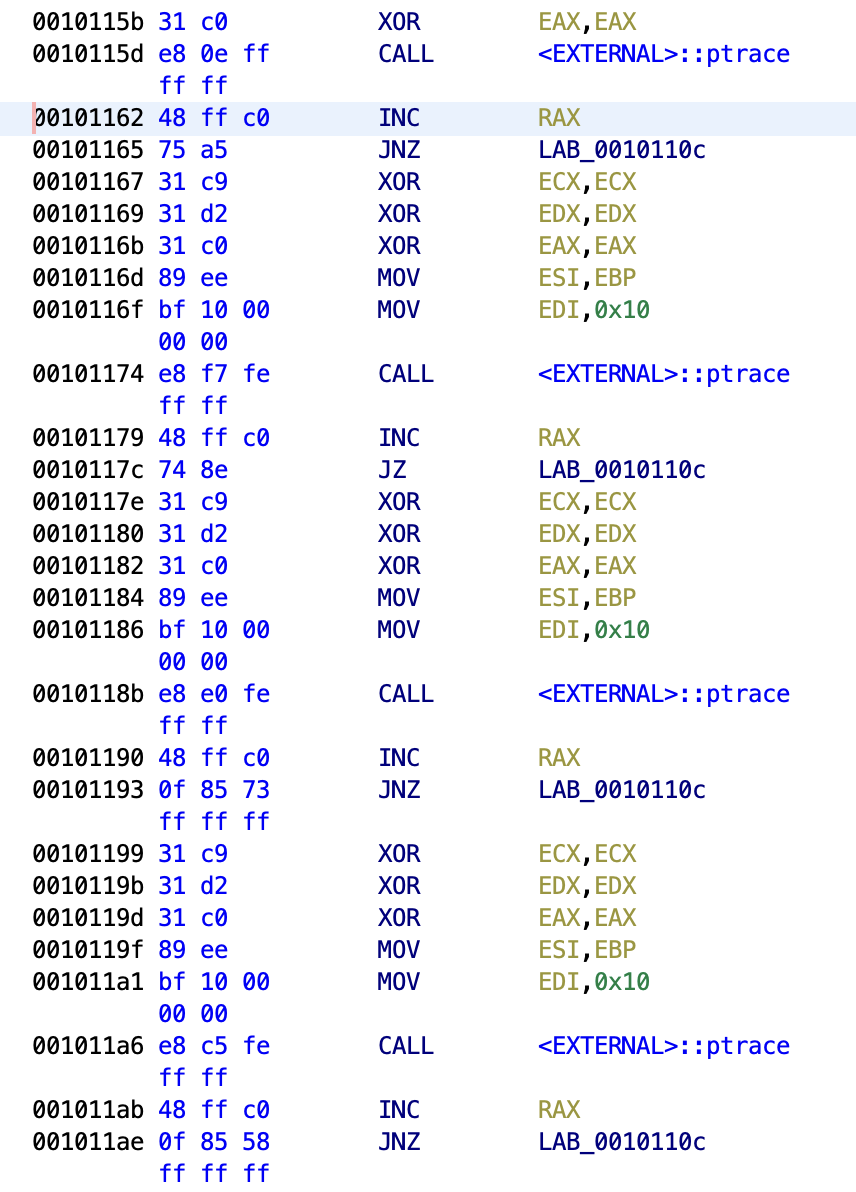 0010115b 31 c0 XOR EAX,EAX
0010115d e8 0e ff CALL <EXTERNAL>::ptrace
ff ff
00101162 48 ff c0 INC RAX
00101165 75 a5 JNZ LAB_0010110c
00101167 31 c9 XOR ECX,ECX
00101169 31 d2 XOR EDX,EDX
0010116b 31 c0 XOR EAX,EAX
0010116d 89 ee MOV ESI,EBP
0010116f bf 10 00 MOV EDI,0x10
00 00
00101174 e8 f7 fe CALL <EXTERNAL>::ptrace
ff ff
00101179 48 ff c0 INC RAX
0010117c 74 8e JZ LAB_0010110c
0010117e 31 c9 XOR ECX,ECX
00101180 31 d2 XOR EDX,EDX
00101182 31 c0 XOR EAX,EAX
00101184 89 ee MOV ESI,EBP
00101186 bf 10 00 MOV EDI,0x10
00 00
0010118b e8 e0 fe CALL <EXTERNAL>::ptrace
ff ff
00101190 48 ff c0 INC RAX
00101193 0f 85 73 JNZ LAB_0010110c
ff ff ff
00101199 31 c9 XOR ECX,ECX
0010119b 31 d2 XOR EDX,EDX
0010119d 31 c0 XOR EAX,EAX
0010119f 89 ee MOV ESI,EBP
001011a1 bf 10 00 MOV EDI,0x10
00 00
001011a6 e8 c5 fe CALL <EXTERNAL>::ptrace
ff ff
001011ab 48 ff c0 INC RAX
001011ae 0f 85 58 JNZ LAB_0010110c
ff ff ff